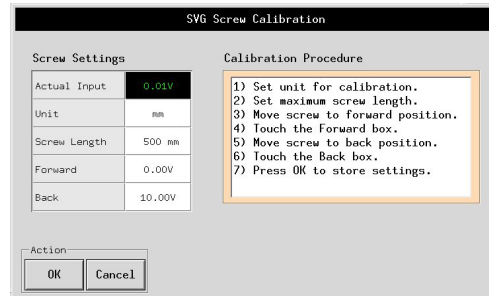 SVG Screw Calibration
Screw Settings
Actual Input 0.01V
Unit mm
Screw Length 500 mm
Forward 0.00V
Back 10.00V
Calibration Procedure
1) Set unit for calibration.
2) Set maximum screw length.
3) Move screw to forward position.
4) Touch the Forward box.
5) Move screw to back position.
6) Touch the Back box.
7) Press OK to store settings.
Action
OK Cancel